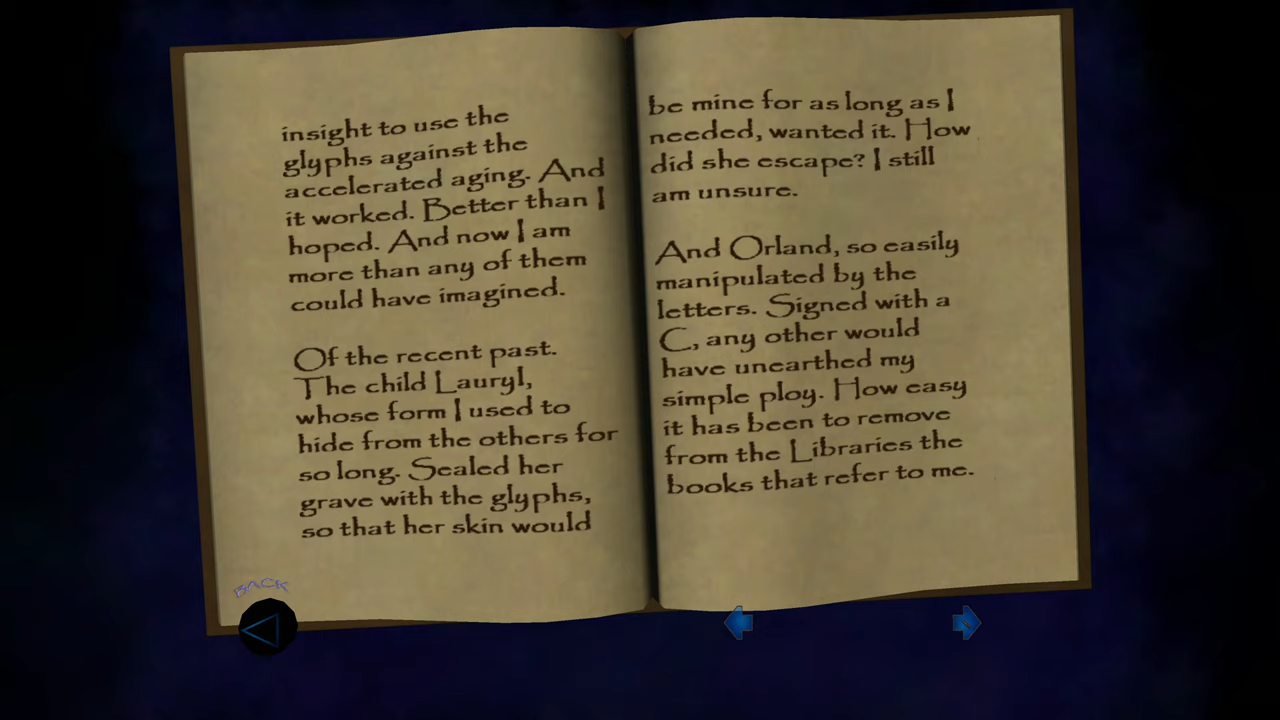 insight to use the
glyphs against the
accelerated aging. And
it worked. Better than I
hoped. And now I am
more than any of them
could have imagined.
Of the recent past.
The child Lauryl,
whose form I used to
hide from the others for
so long. Sealed her
grave with the glyphs,
so that her skin would
be mine for as long as I
needed, wanted it. How
did she escape? I still
am unsure.
And Orland, so easily
manipulated by the
letters. Signed with a
C, any other would
have unearthed my
simple ploy. How easy
it has been to remove
from the Libraries the
books that refer to me.
BACK